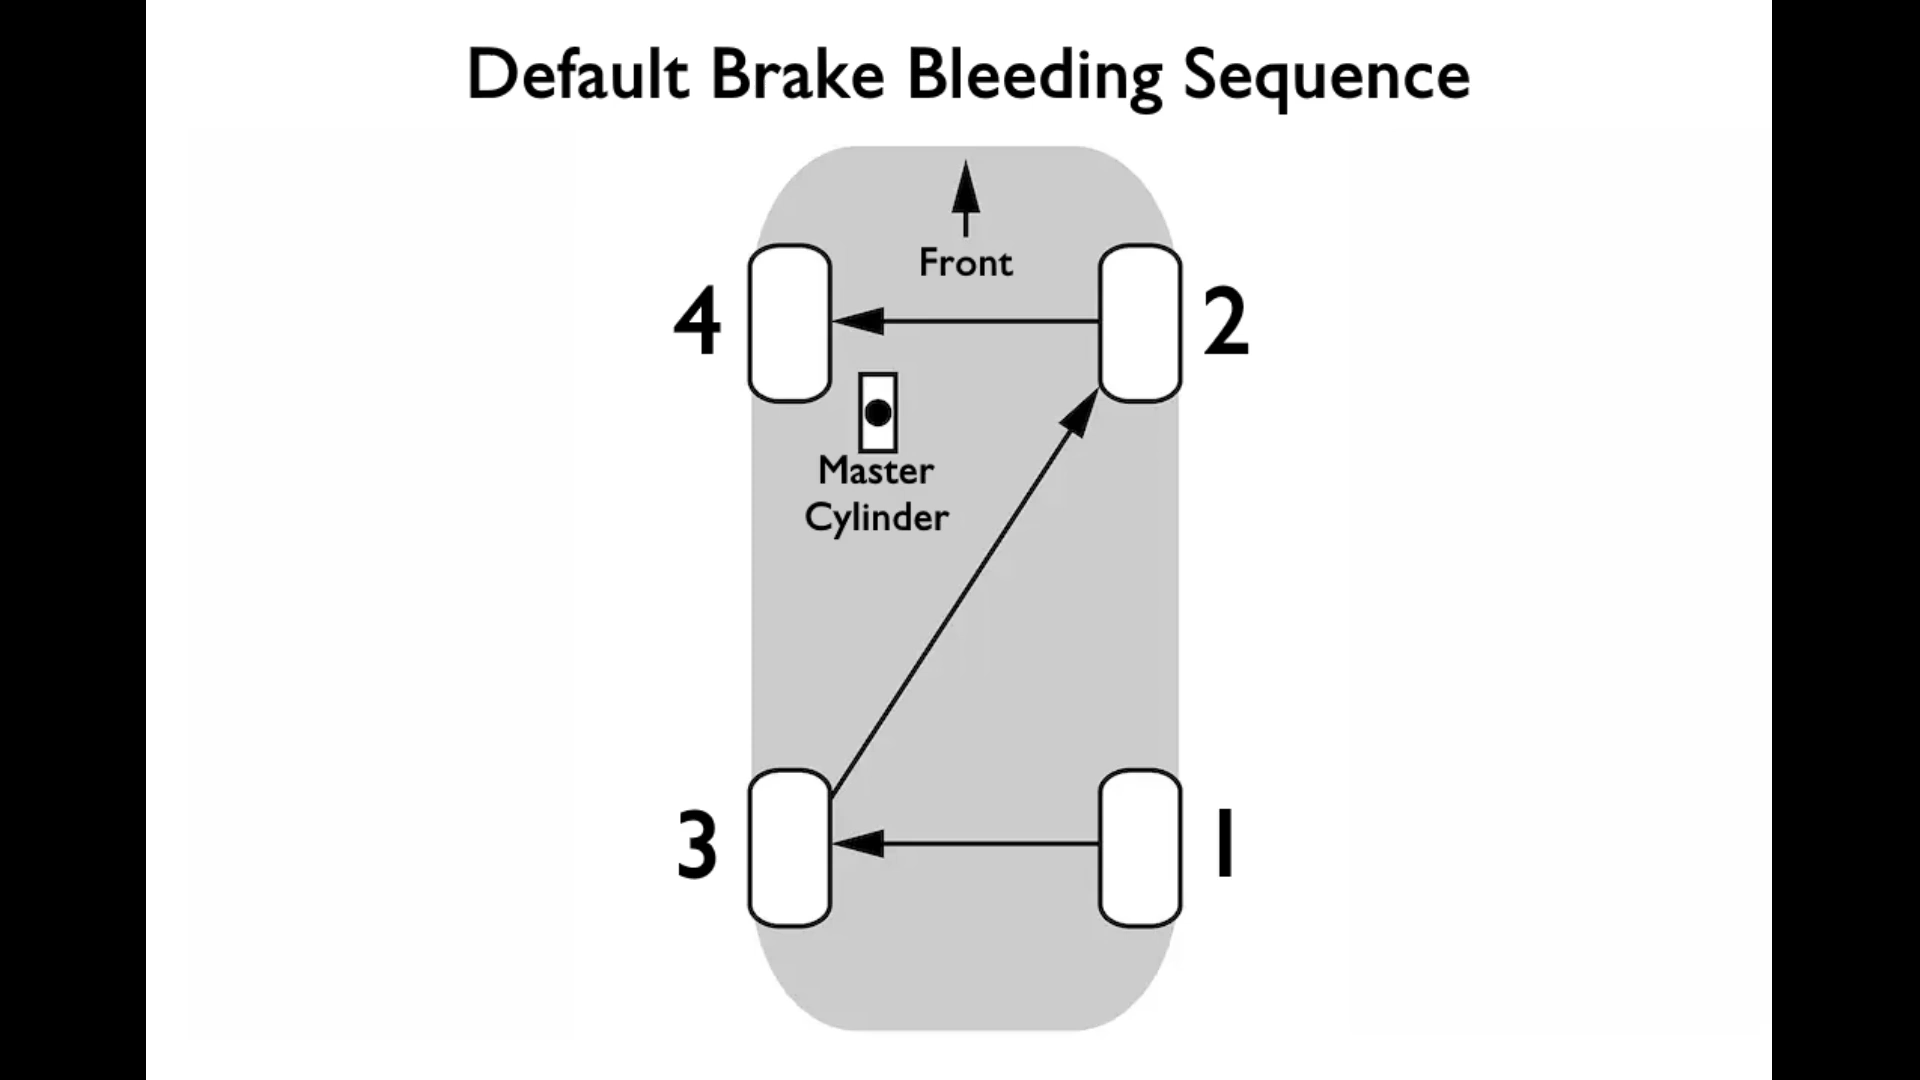 Default Brake Bleeding Sequence
Front
4
2
Master
Cylinder
3
1